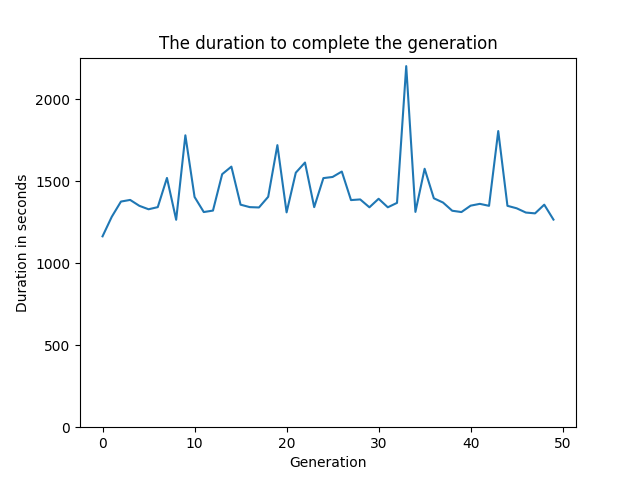 The duration to complete the generation
2000
1500
1000
500
0
Duration in seconds
0 10 20 30 40 50
Generation